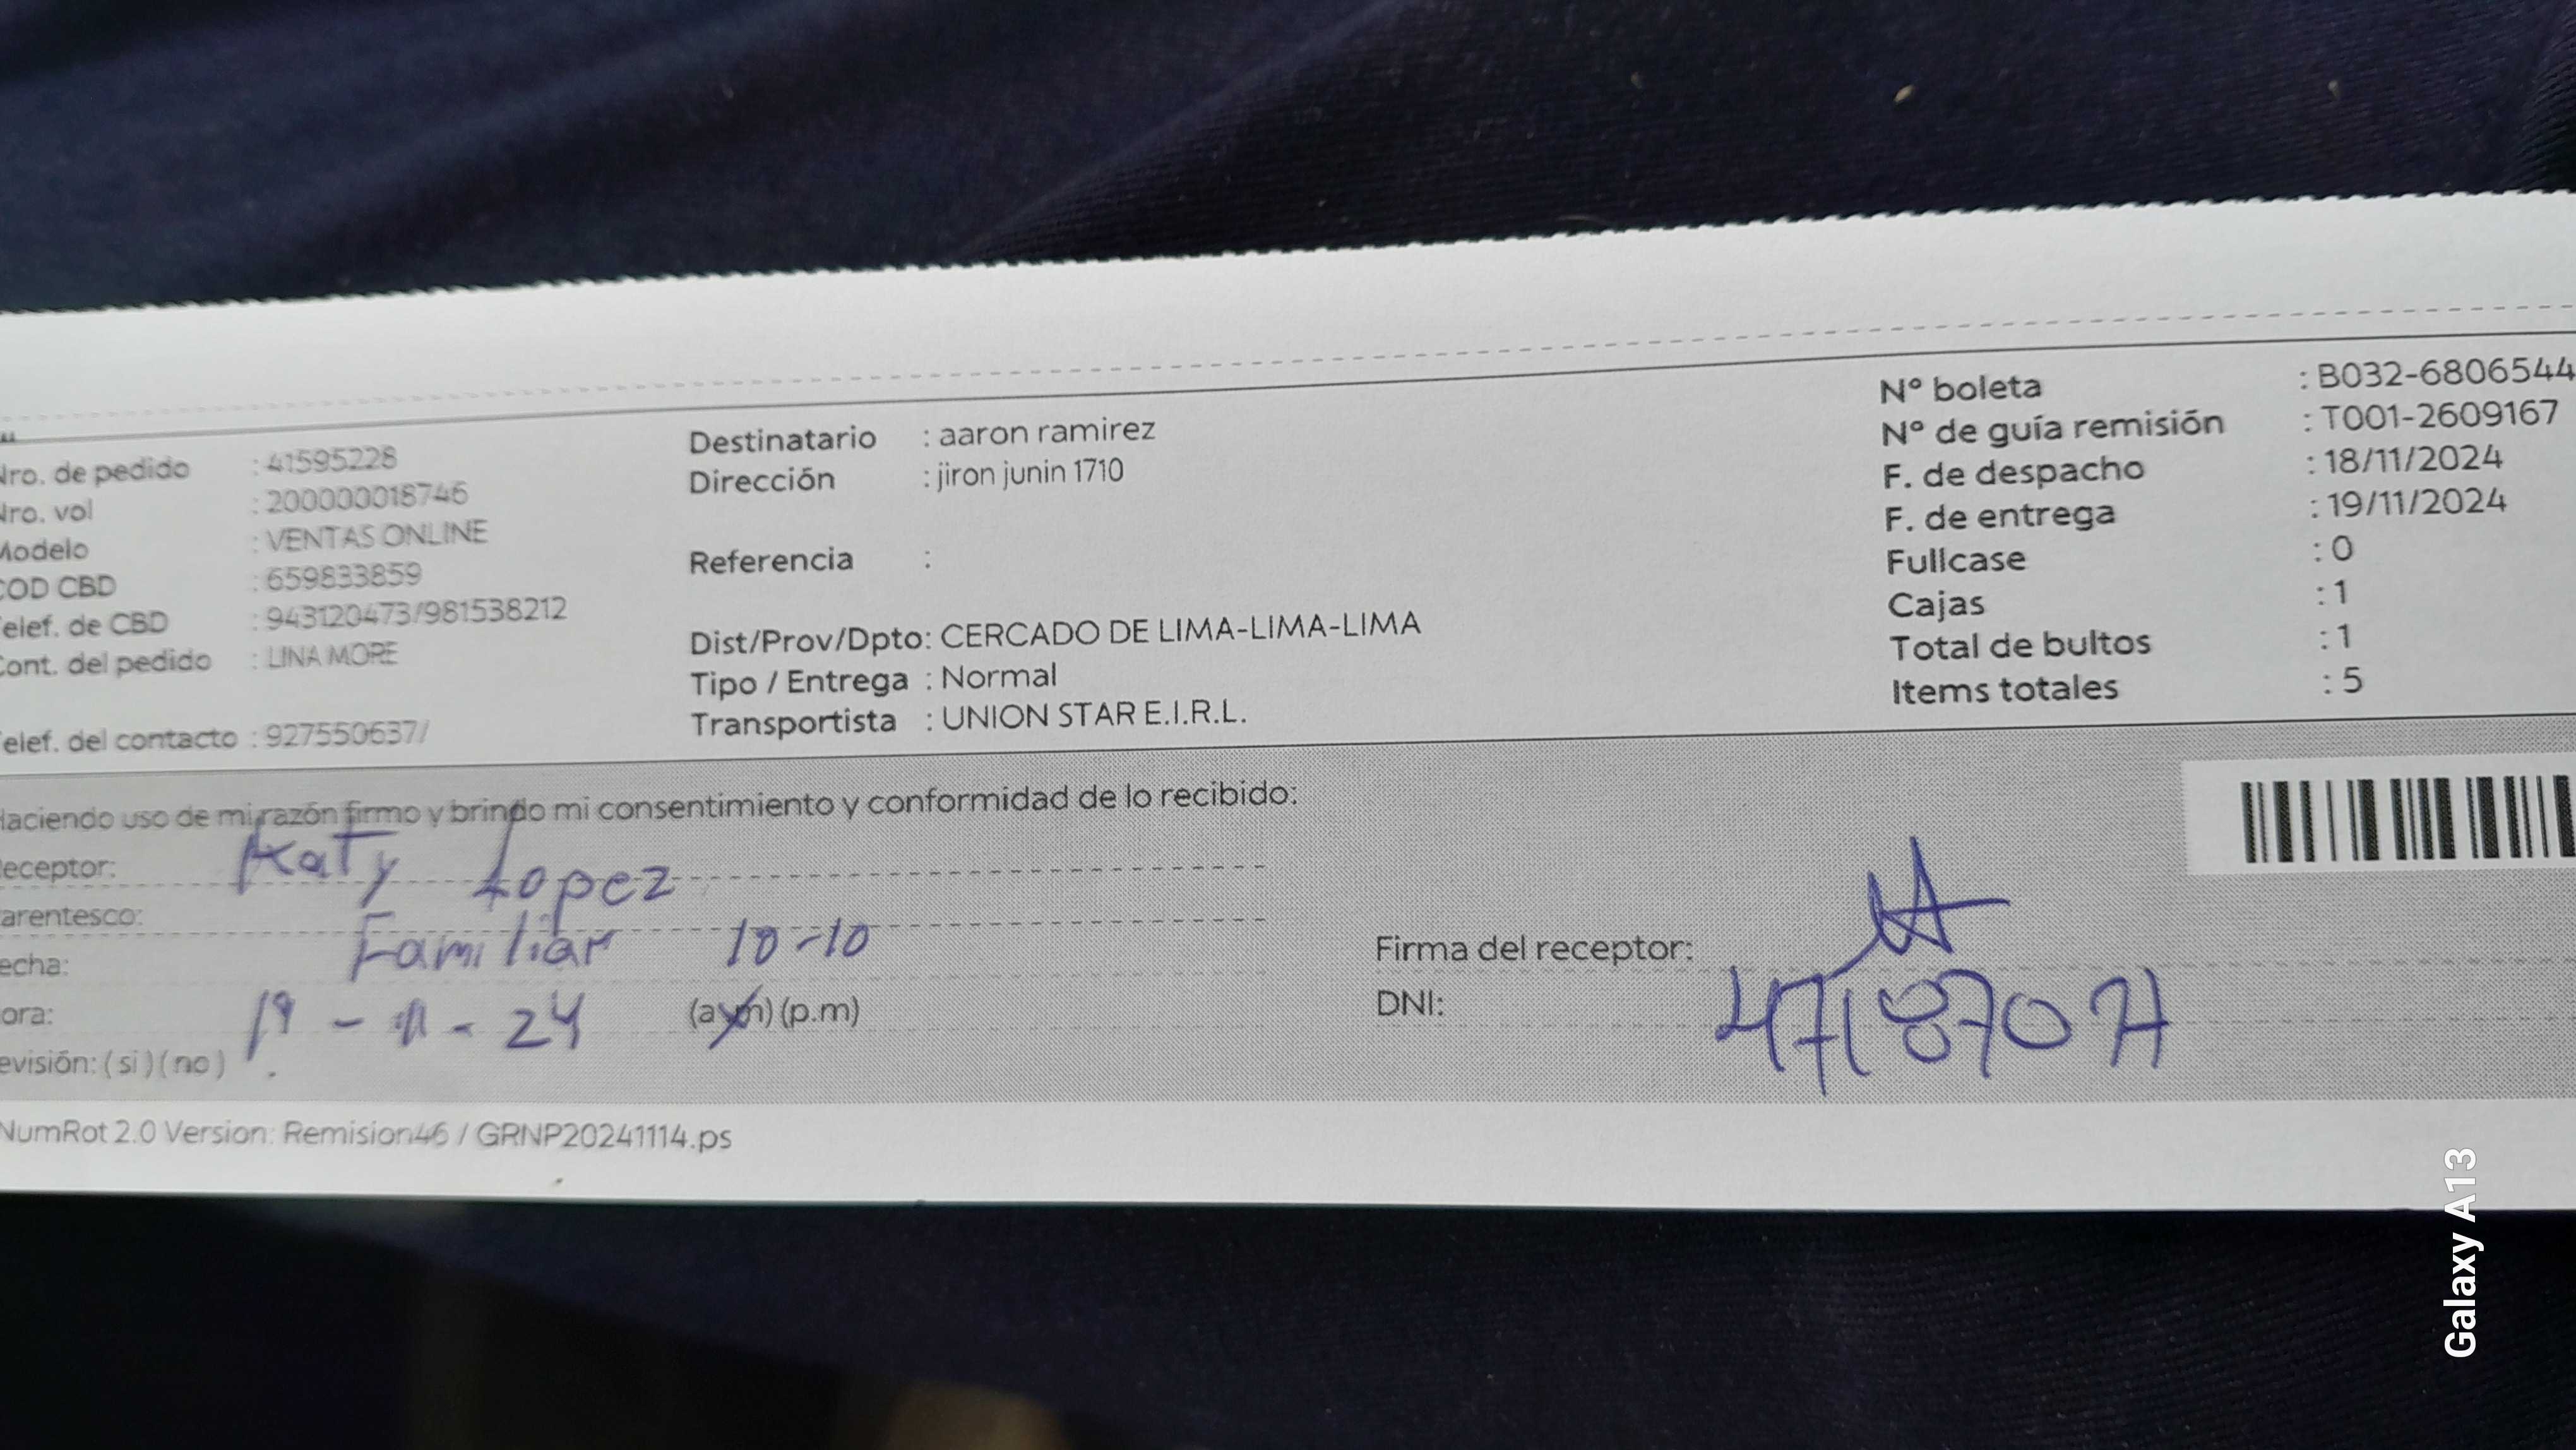 Nro. de pedido : 41595228
Nro. vol : 200000018746
Modelo : VENTAS ONLINE
COD CBD : 659833859
Telef. de CBD : 943120473/981538212
Cont. del pedido : LINA MORE
Telef. del contacto : 927550637/
Destinatario : aaron ramirez
Dirección : jiron junin 1710
Referencia :
Dist/Prov/Dpto: CERCADO DE LIMA-LIMA-LIMA
Tipo / Entrega : Normal
Transportista : UNION STAR E.I.R.L.
N° boleta : B032-6806544
N° de guía remisión : T001-2609167
F. de despacho : 18/11/2024
F. de entrega : 19/11/2024
Fullcase : 0
Cajas : 1
Total de bultos : 1
Items totales : 5
Haciendo uso de mi razón firmo y brindo mi consentimiento y conformidad de lo recibido:
Receptor: Katy Lopez
Parentesco:
Familiar 10-10
echa:
ora: 19 - 11 - 24 (a.m) (p.m)
evisión: ( si ) ( no )
Firma del receptor:
DNI:
NumRot 2.0 Version: Remision46 / GRNP20241114.ps
Galaxy A13